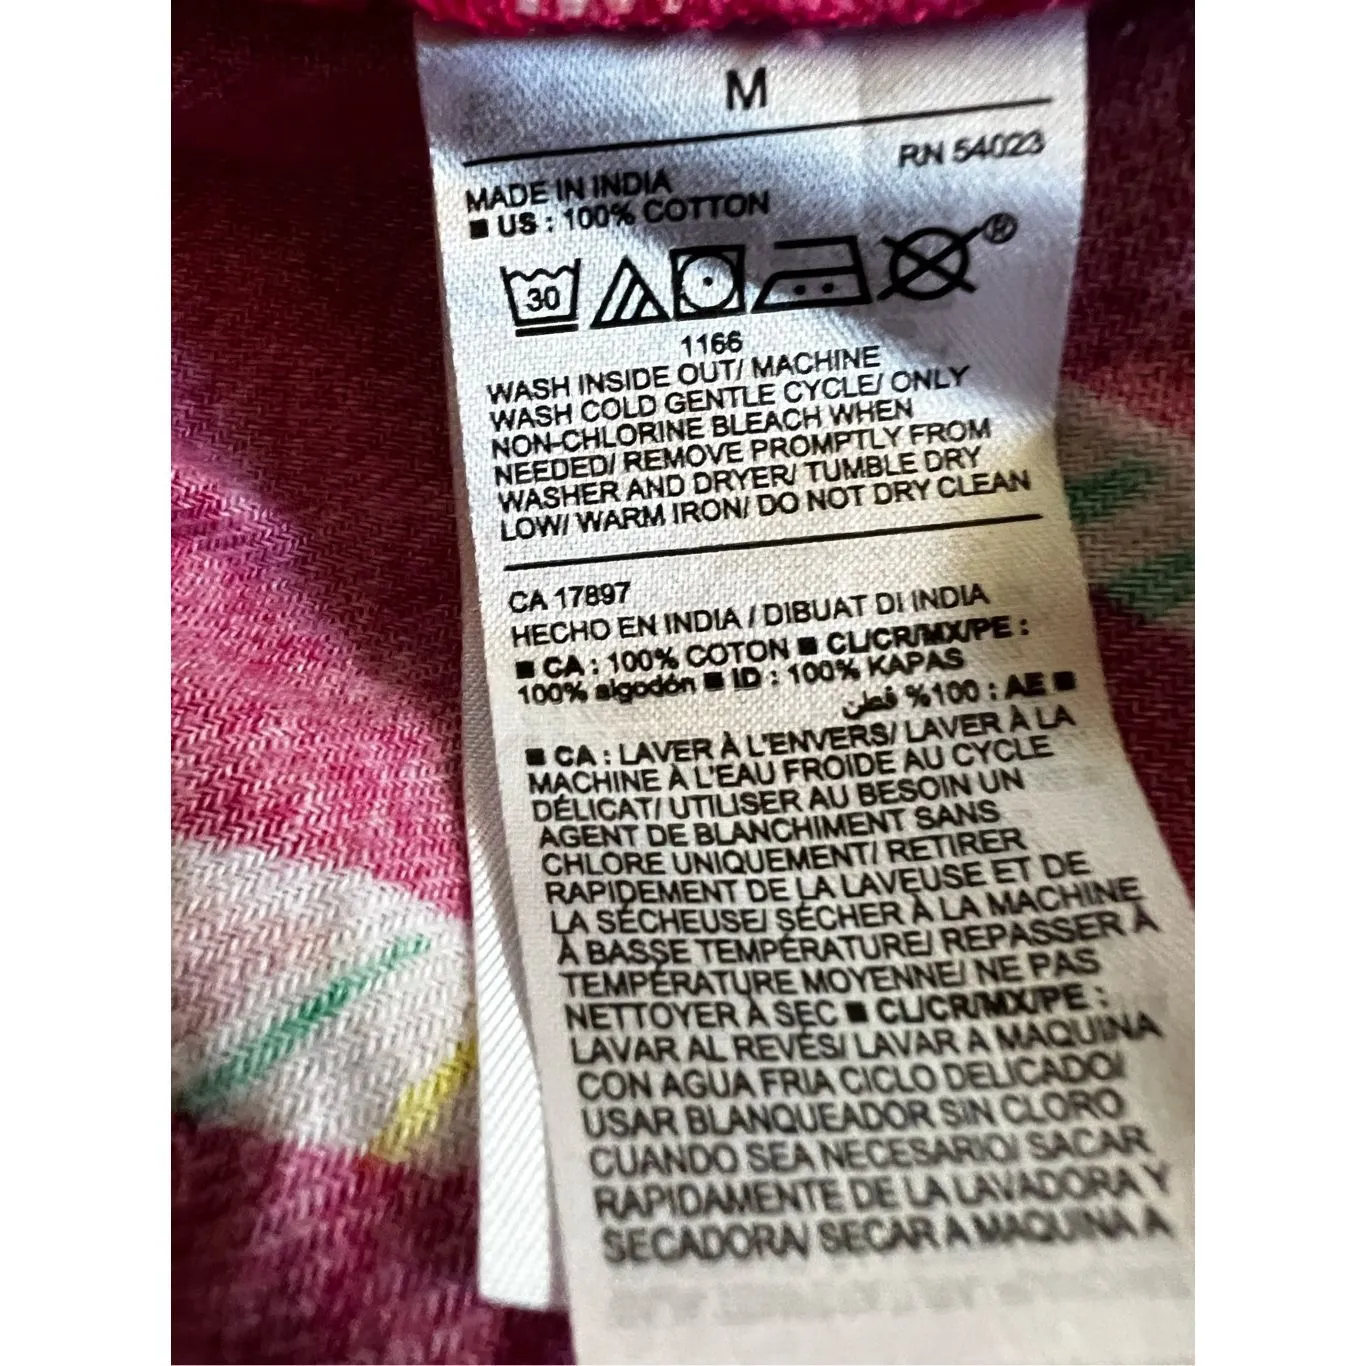 M
RN 54023
MADE IN INDIA
■ US : 100% COTTON
30
®
1166
WASH INSIDE OUT/ MACHINE
WASH COLD GENTLE CYCLE/ ONLY
NON-CHLORINE BLEACH WHEN
NEEDED/ REMOVE PROMPTLY FROM
WASHER AND DRYER/ TUMBLE DRY
LOW/ WARM IRON/ DO NOT DRY CLEAN
CA 17897
HECHO EN INDIA / DIBUAT DI INDIA
■ CA : 100% COTON ■ CL/CR/MX/PE :
100% algodón ■ ID : 100% KAPAS
■ AE : 100% قطن
■ CA : LAVER À L'ENVERS/ LAVER À LA
MACHINE À L'EAU FROIDE AU CYCLE
DÉLICAT/ UTILISER AU BESOIN UN
AGENT DE BLANCHIMENT SANS
CHLORE UNIQUEMENT/ RETIRER
RAPIDEMENT DE LA LAVEUSE ET DE
LA SÉCHEUSE/ SÉCHER À LA MACHINE
À BASSE TEMPÉRATURE/ REPASSER À
TEMPÉRATURE MOYENNE/ NE PAS
NETTOYER À SEC ■ CL/CR/MX/PE :
LAVAR AL REVÉS/ LAVAR A MAQUINA
CON AGUA FRIA CICLO DELICADO/
USAR BLANQUEADOR SIN CLORO
CUANDO SEA NECESARIO/ SACAR
RAPIDAMENTE DE LA LAVADORA Y
SECADORA/ SECAR A MAQUINA A